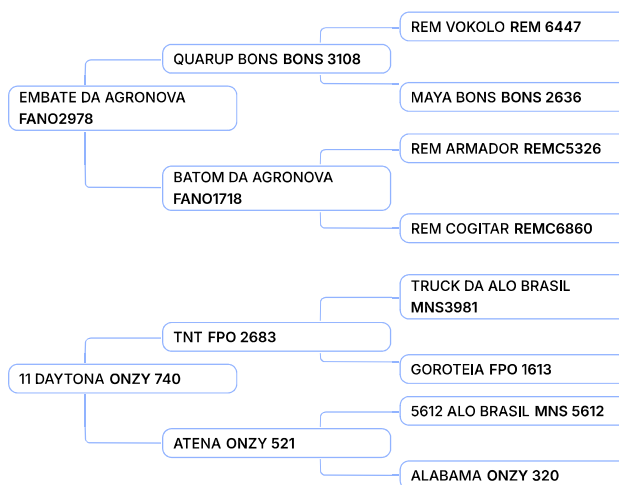 REM VOKOLO REM 6447
QUARUP BONS BONS 3108
MAYA BONS BONS 2636
EMBATE DA AGRONOVA
FANO2978
REM ARMADOR REMC5326
BATOM DA AGRONOVA
FANO1718
REM COGITAR REMC6860
TRUCK DA ALO BRASIL
MNS3981
TNT FPO 2683
GOROTEIA FPO 1613
11 DAYTONA ONZY 740
5612 ALO BRASIL MNS 5612
ATENA ONZY 521
ALABAMA ONZY 320